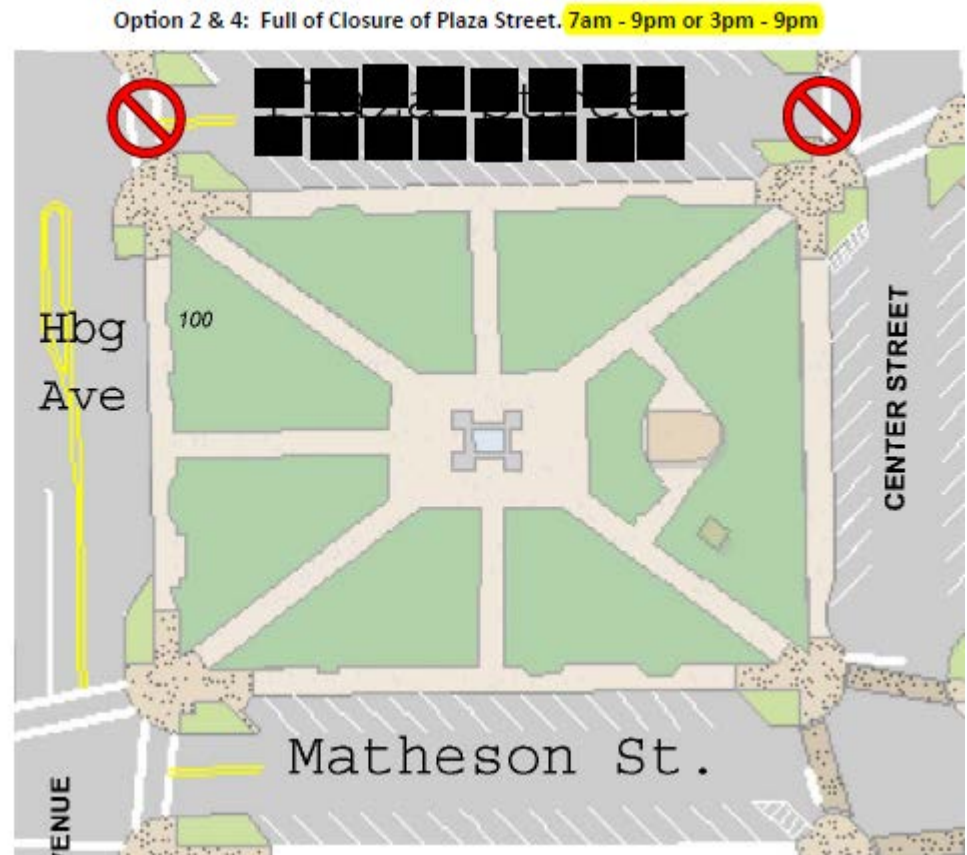 Option 2 & 4: Full of Closure of Plaza Street. 7am - 9pm or 3pm - 9pm
100
Hbg
Ave
CENTER STREET
Matheson St.